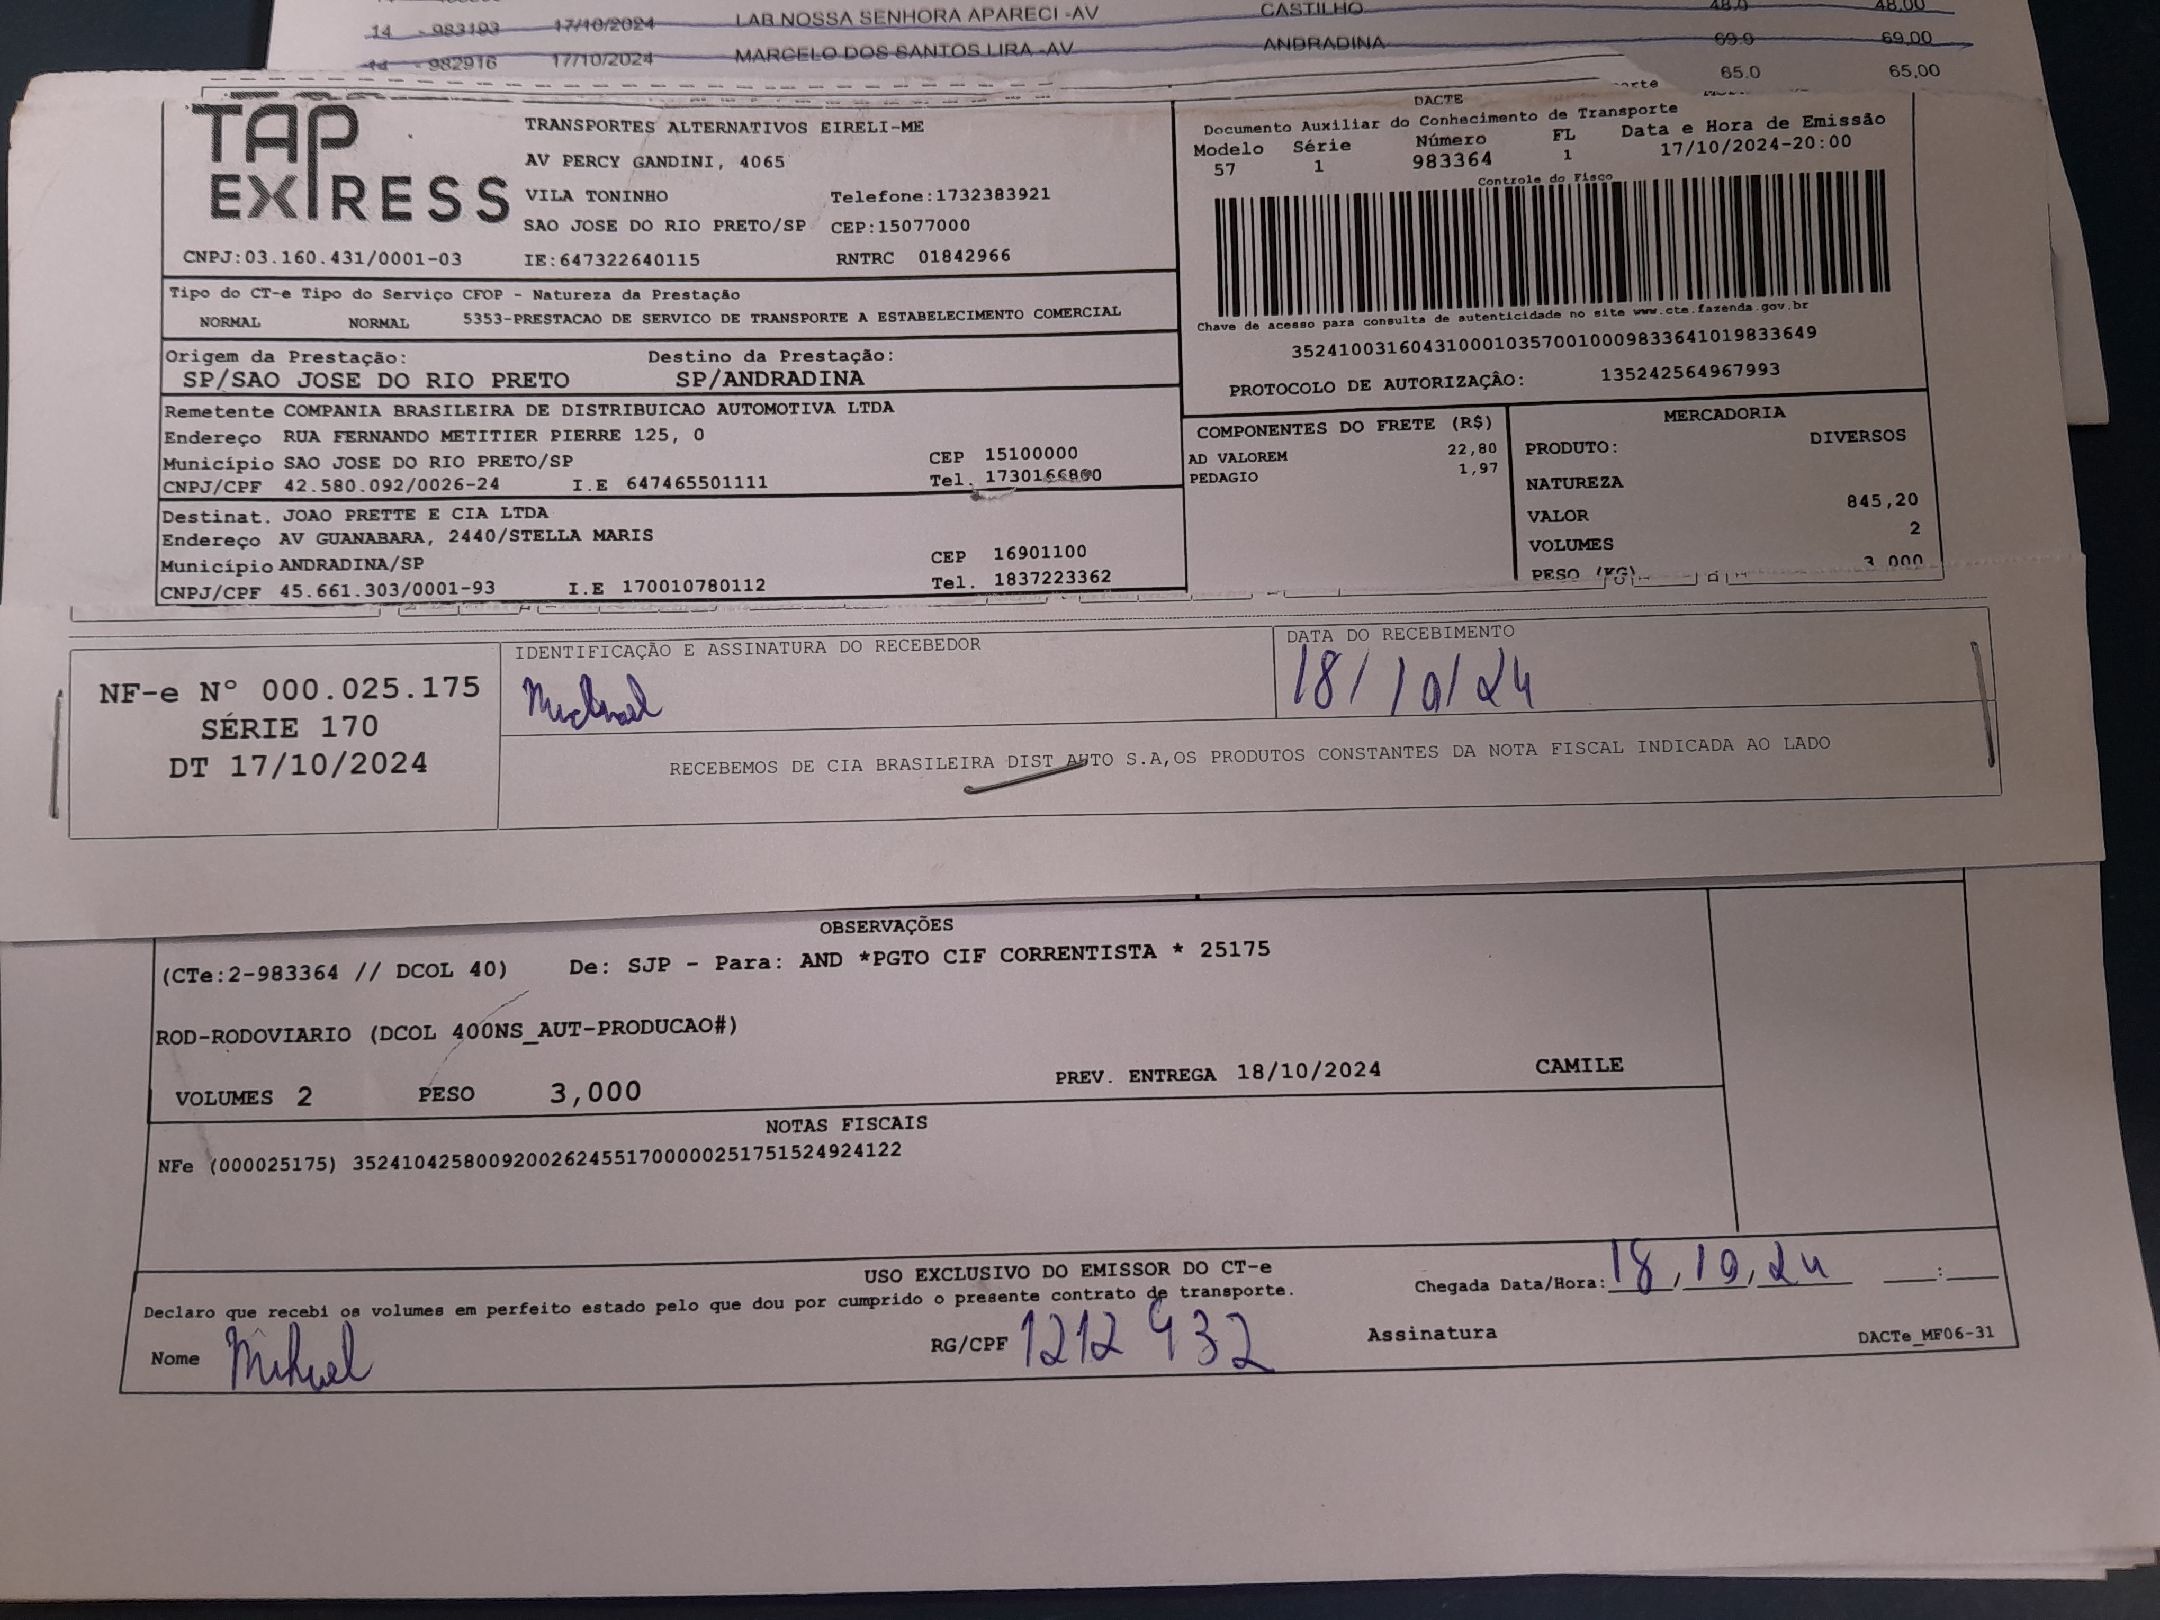 14 - 983193 17/10/2024 LAB.NOSSA SENHORA APARECI -AV CASTILHO 48.0 48,00
14 - 982916 17/10/2024 MARCELO DOS SANTOS LIRA -AV ANDRADINA 69.0 69,00
65.0 65,00
TAP EXPRESS
TRANSPORTES ALTERNATIVOS EIRELI-ME
AV PERCY GANDINI, 4065
VILA TONINHO Telefone:1732383921
SAO JOSE DO RIO PRETO/SP CEP:15077000
CNPJ:03.160.431/0001-03 IE:647322640115 RNTRC 01842966
DACTE
Documento Auxiliar do Conhecimento de Transporte
Modelo Série Número FL Data e Hora de Emissão
57 1 983364 1 17/10/2024-20:00
Controle do Fisco
Chave de acesso para consulta de autenticidade no site www.cte.fazenda.gov.br
35241003160431000103570010009833641019833649
PROTOCOLO DE AUTORIZAÇÂO: 135242564967993
Tipo do CT-e Tipo do Serviço CFOP - Natureza da Prestação
NORMAL NORMAL 5353-PRESTACAO DE SERVICO DE TRANSPORTE A ESTABELECIMENTO COMERCIAL
Origem da Prestação: Destino da Prestação:
SP/SAO JOSE DO RIO PRETO SP/ANDRADINA
Remetente COMPANIA BRASILEIRA DE DISTRIBUICAO AUTOMOTIVA LTDA
Endereço RUA FERNANDO METITIER PIERRE 125, 0
Município SAO JOSE DO RIO PRETO/SP CEP 15100000
CNPJ/CPF 42.580.092/0026-24 I.E 647465501111 Tel. 1730166800
Destinat. JOAO PRETTE E CIA LTDA
Endereço AV GUANABARA, 2440/STELLA MARIS
Município ANDRADINA/SP CEP 16901100
CNPJ/CPF 45.661.303/0001-93 I.E 170010780112 Tel. 1837223362
COMPONENTES DO FRETE (R$)
AD VALOREM 22,80
PEDAGIO 1,97
MERCADORIA
PRODUTO: DIVERSOS
NATUREZA
VALOR 845,20
VOLUMES 2
PESO (KG) 3,000
NF-e Nº 000.025.175
SÉRIE 170
DT 17/10/2024
IDENTIFICAÇÃO E ASSINATURA DO RECEBEDOR
Michael
DATA DO RECEBIMENTO
18/10/24
RECEBEMOS DE CIA BRASILEIRA DIST AUTO S.A,OS PRODUTOS CONSTANTES DA NOTA FISCAL INDICADA AO LADO
OBSERVAÇÕES
(CTe:2-983364 // DCOL 40) De: SJP - Para: AND *PGTO CIF CORRENTISTA * 25175
ROD-RODOVIARIO (DCOL 400NS_AUT-PRODUCAO#)
VOLUMES 2 PESO 3,000 PREV. ENTREGA 18/10/2024 CAMILE
NOTAS FISCAIS
NFe (000025175) 35241042580092002624551700000251751524924122
USO EXCLUSIVO DO EMISSOR DO CT-e
Declaro que recebi os volumes em perfeito estado pelo que dou por cumprido o presente contrato de transporte.
Chegada Data/Hora: 18/10/24 __:__
Nome Michael RG/CPF 1212 932 Assinatura DACTe_MF06-31